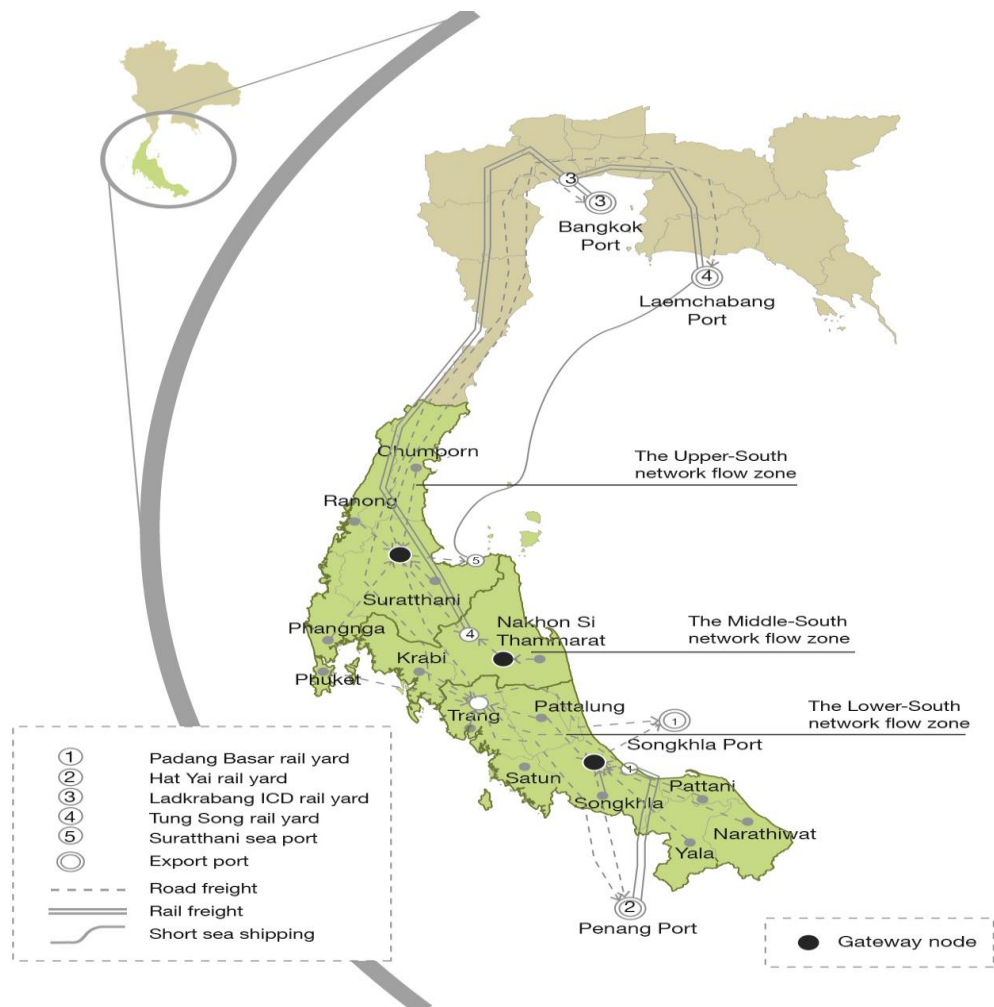 3
3
Bangkok
Port
4
Laemchabang
Port
Chumporn
The Upper-South
network flow zone
Ranong
5
Suratthani
4
Nakhon Si
Thammarat
The Middle-South
network flow zone
Phangnga
Krabi
Phuket
Trang
Pattalung
The Lower-South
network flow zone
1
Songkhla Port
1
Satun
Songkhla
Pattani
Narathiwat
Yala
2
Penang Port
1 Padang Basar rail yard
2 Hat Yai rail yard
3 Ladkrabang ICD rail yard
4 Tung Song rail yard
5 Suratthani sea port
Export port
Road freight
Rail freight
Short sea shipping
Gateway node